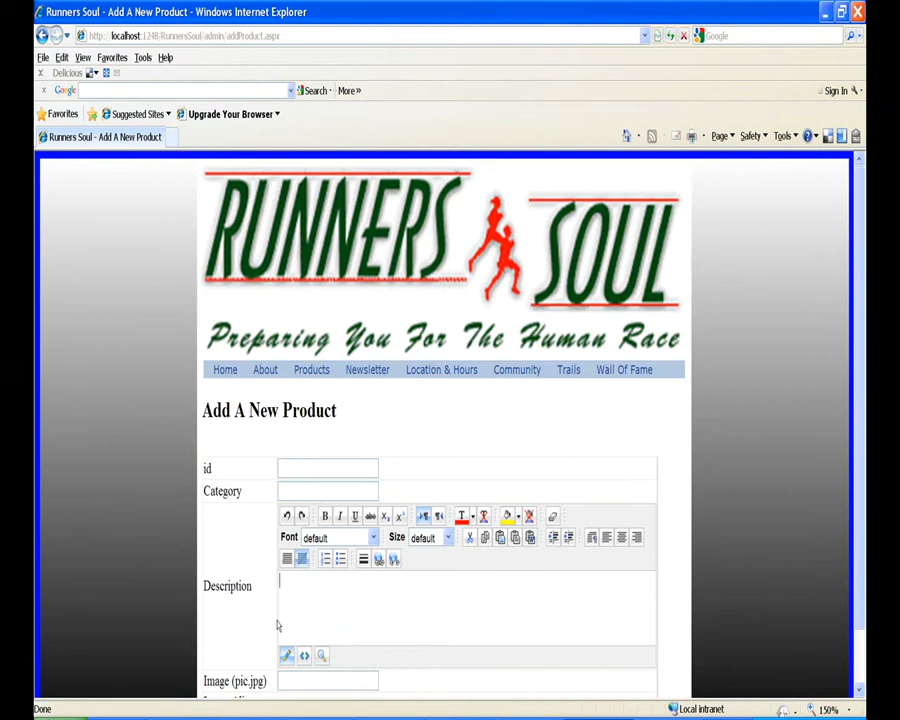 Runners Soul - Add A New Product - Windows Internet Explorer
http://localhost:1248/RunnersSoul/admin/addProduct.aspx
Google
File Edit View Favorites Tools Help
x Delicious
x Google Search More »
Sign In
Favorites Suggested Sites Upgrade Your Browser
Runners Soul - Add A New Product
Page Safety Tools
RUNNERS SOUL
Preparing You For The Human Race
Home About Products Newsletter Location & Hours Community Trails Wall Of Fame
Add A New Product
id
Category
B I U abc X₂ X² T
Font default Size default
Description
Image (pic.jpg)
Done
Local intranet
150%